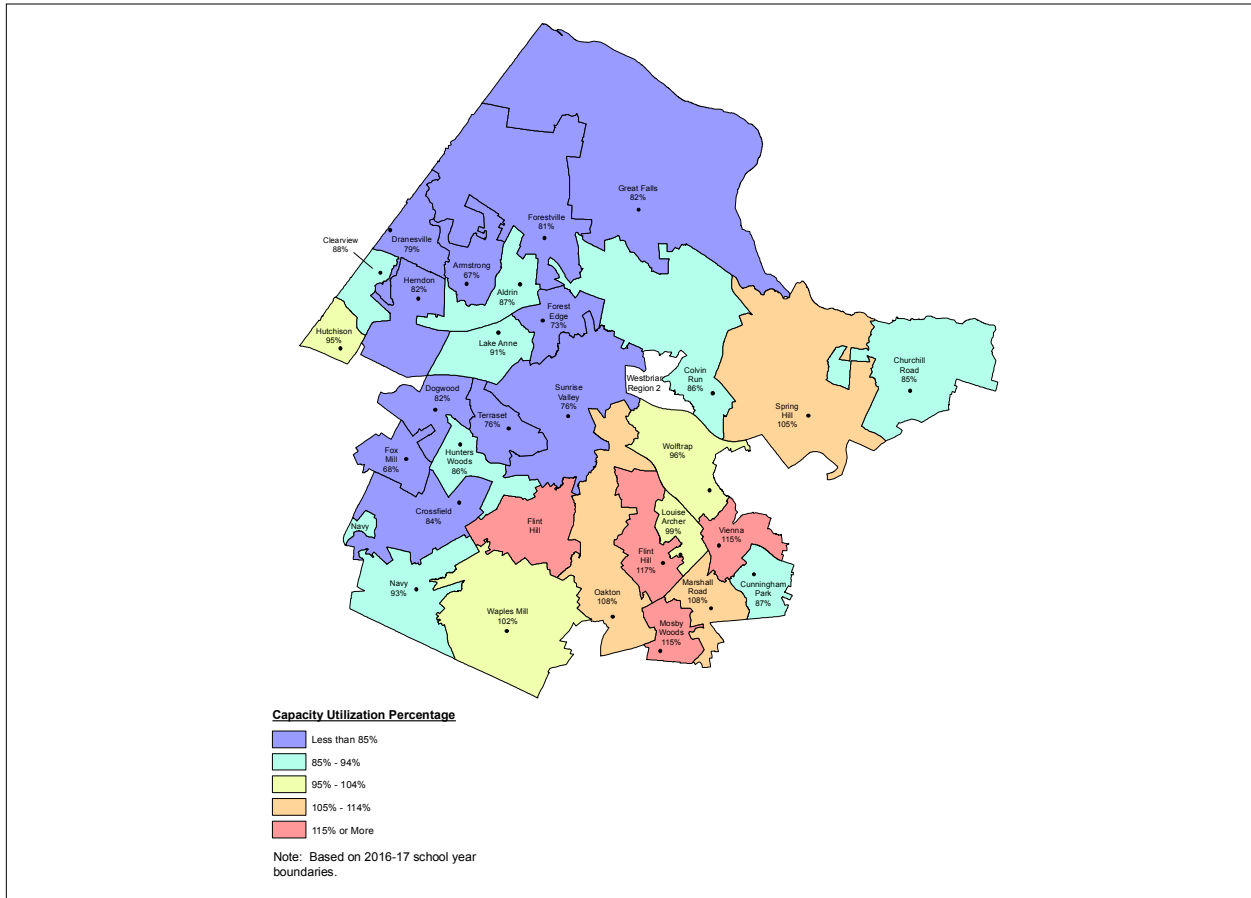 Great Falls
82%
Forestville
81%
Clearview
88%
Dranesville
79%
Armstrong
67%
Herndon
82%
Aldrin
87%
Forest
Edge
73%
Hutchison
95%
Lake Anne
91%
Churchill
Road
85%
Colvin
Run
86%
Westbriar
Region 2
Dogwood
82%
Sunrise
Valley
76%
Terraset
76%
Spring
Hill
105%
Fox
Mill
68%
Hunters
Woods
86%
Wolftrap
96%
Crossfield
84%
Louise
Archer
99%
Navy
Flint
Hill
Vienna
115%
Flint
Hill
117%
Navy
93%
Marshall
Road
108%
Cunningham
Park
87%
Oakton
108%
Waples Mill
102%
Mosby
Woods
115%
Capacity Utilization Percentage
Less than 85%
85% - 94%
95% - 104%
105% - 114%
115% or More
Note: Based on 2016-17 school year
boundaries.